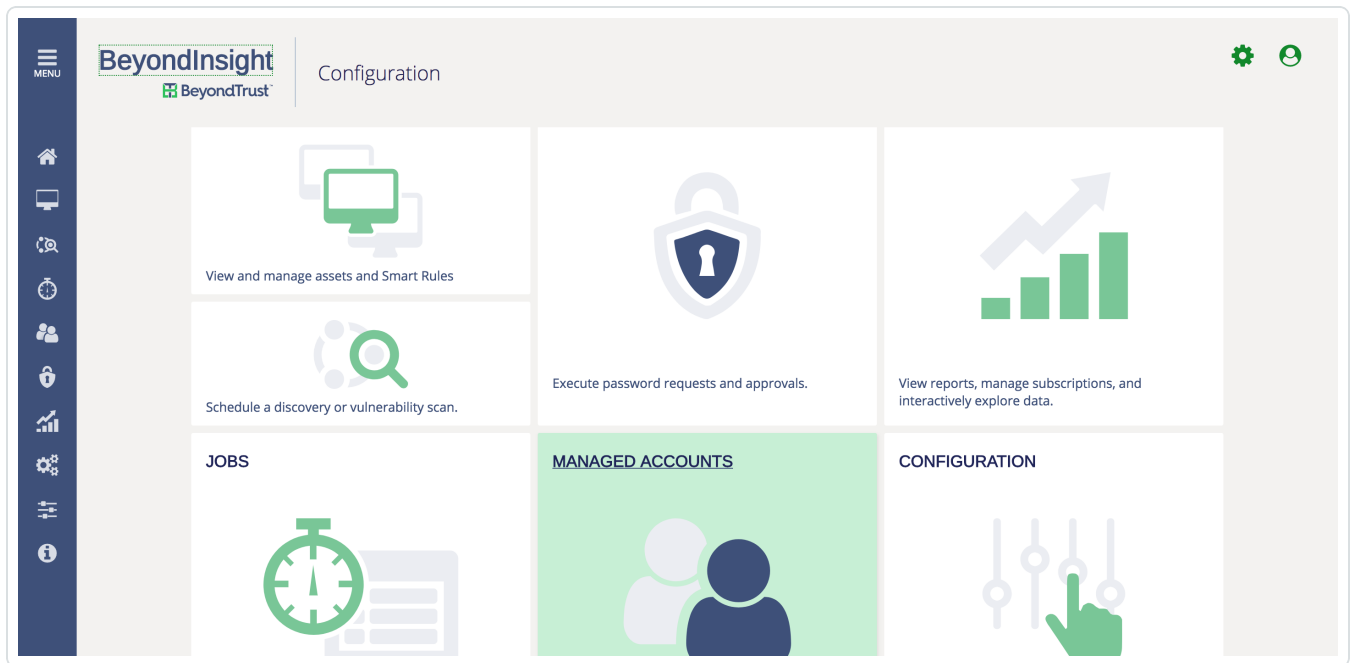 MENU
BeyondInsight
BeyondTrust™
Configuration
View and manage assets and Smart Rules
Schedule a discovery or vulnerability scan.
Execute password requests and approvals.
View reports, manage subscriptions, and
interactively explore data.
JOBS
MANAGED ACCOUNTS
CONFIGURATION